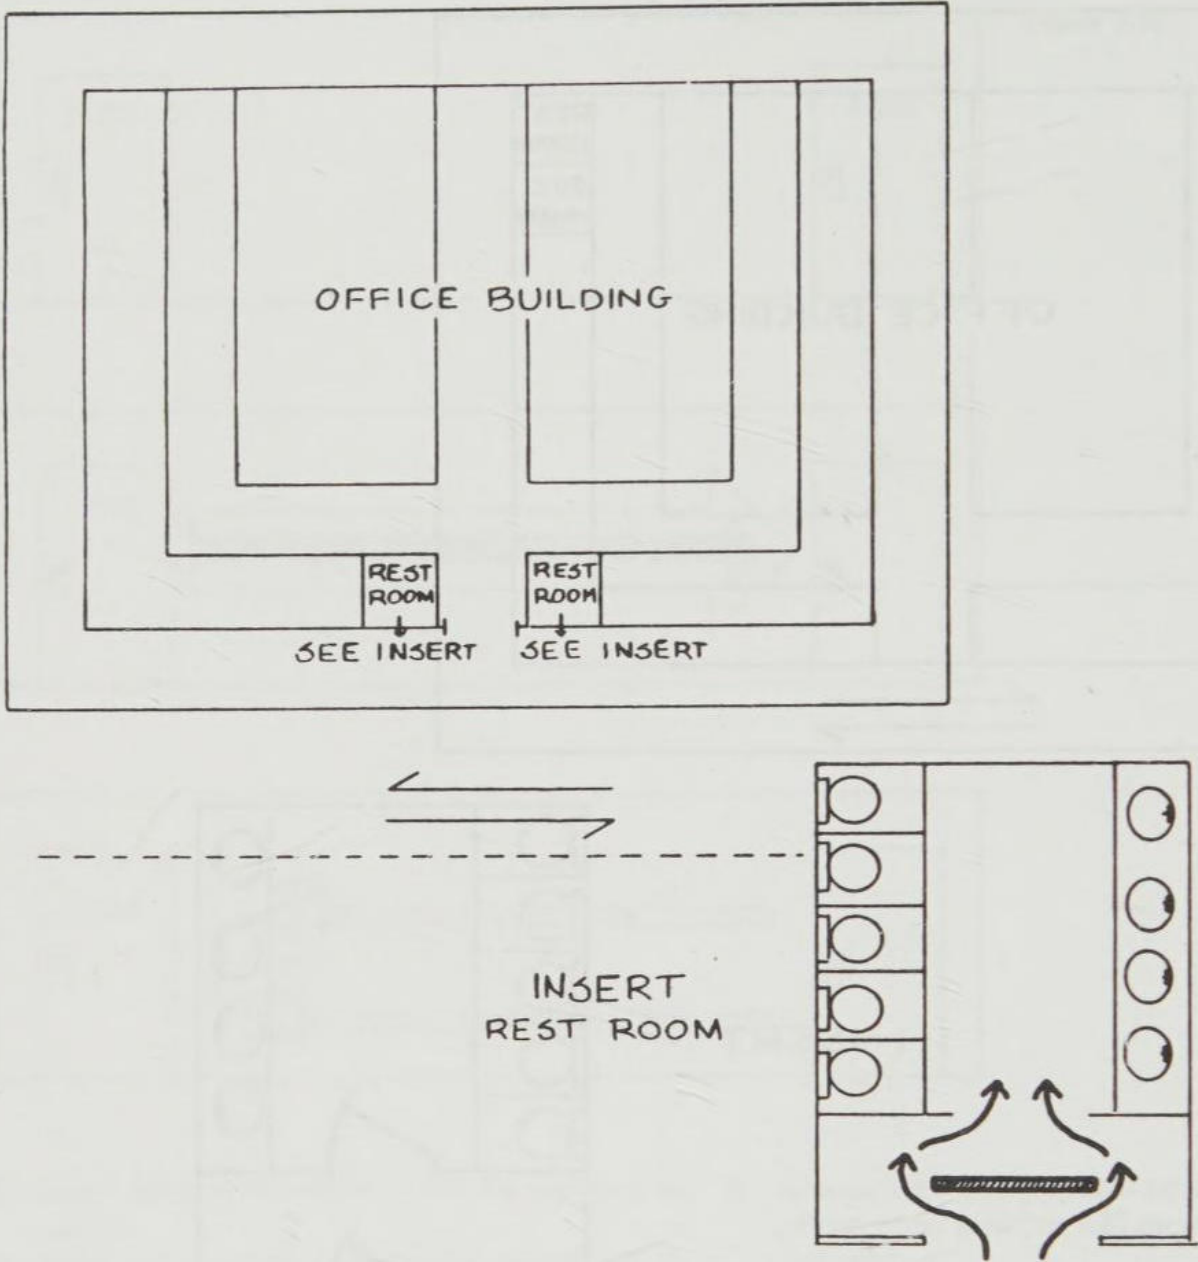 OFFICE BUILDING
REST
ROOM
REST
ROOM
SEE INSERT
SEE INSERT
INSERT
REST ROOM